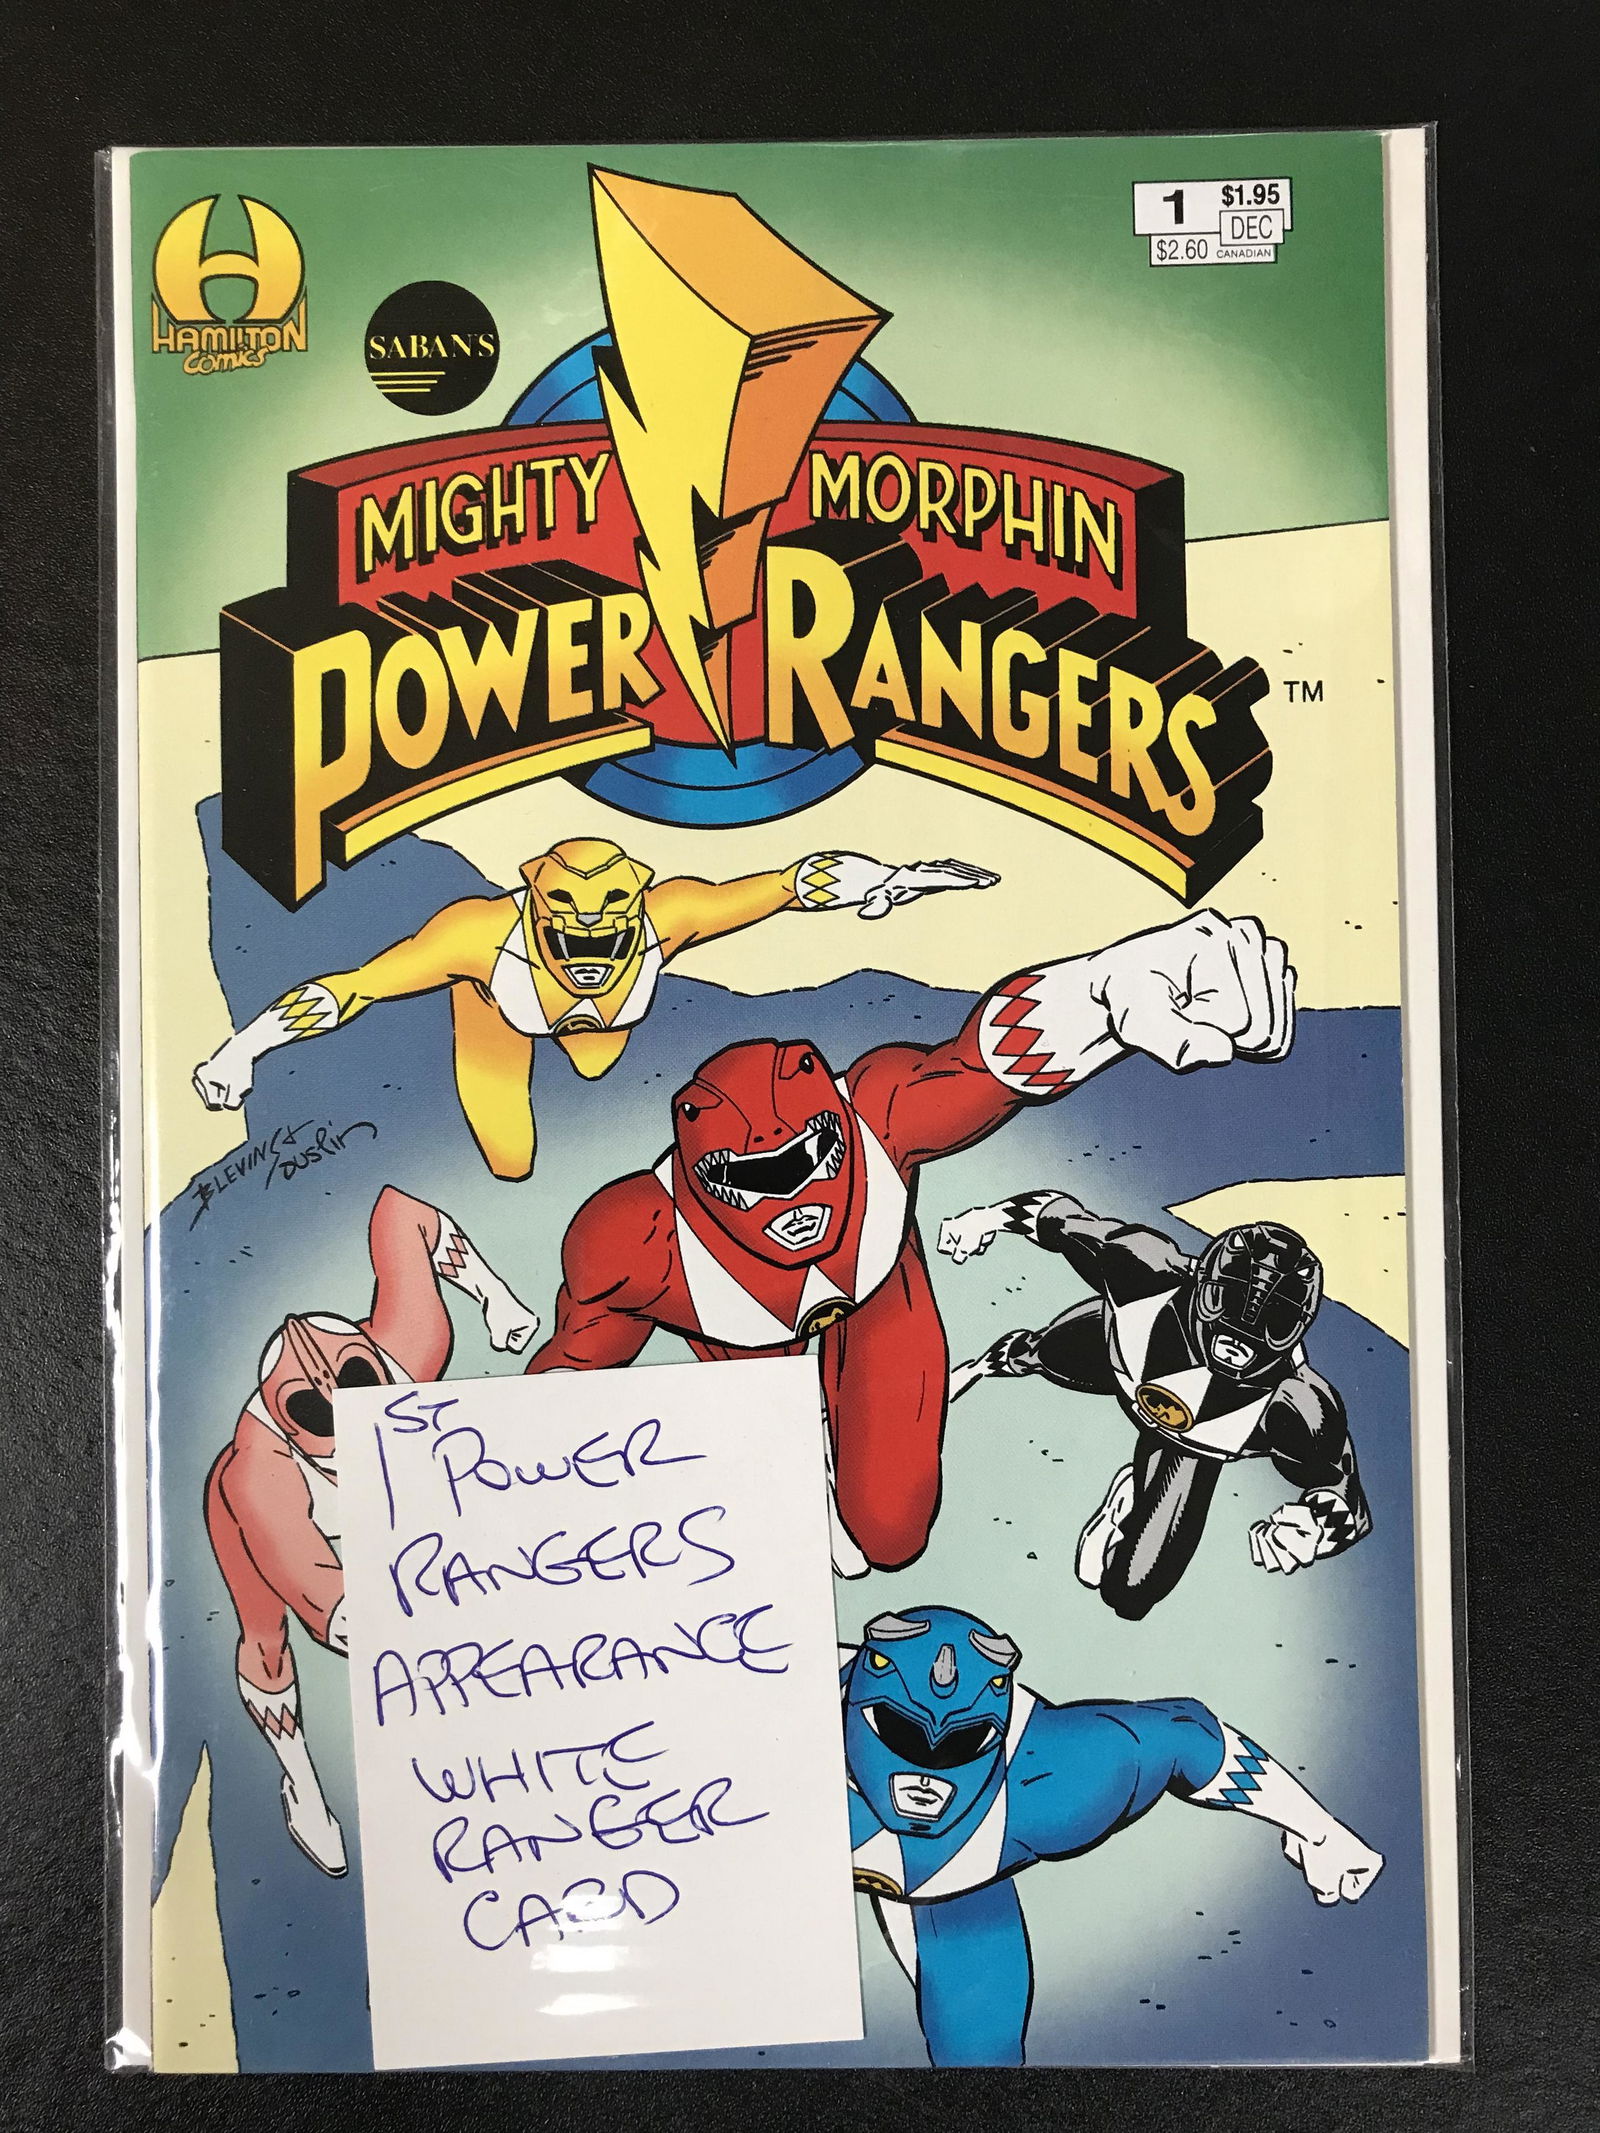 HAMILTON
Comics
SABAN'S
1 $1.95
DEC
$2.60 CANADIAN
MIGHTY MORPHIN
POWER RANGERS TM
BLEVINS +
DUSPIN
1ST POWER
RANGERS
APPEARANCE
WHITE
RANGER
CARD